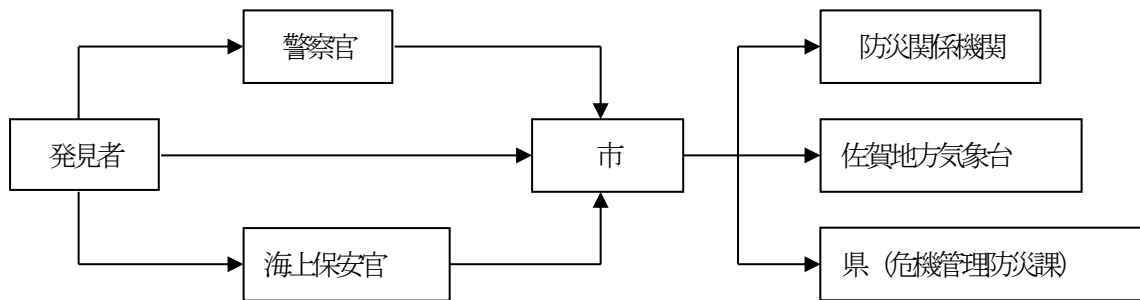 警察官
防災関係機関
発見者
市
佐賀地方気象台
海上保安官
県（危機管理防災課）